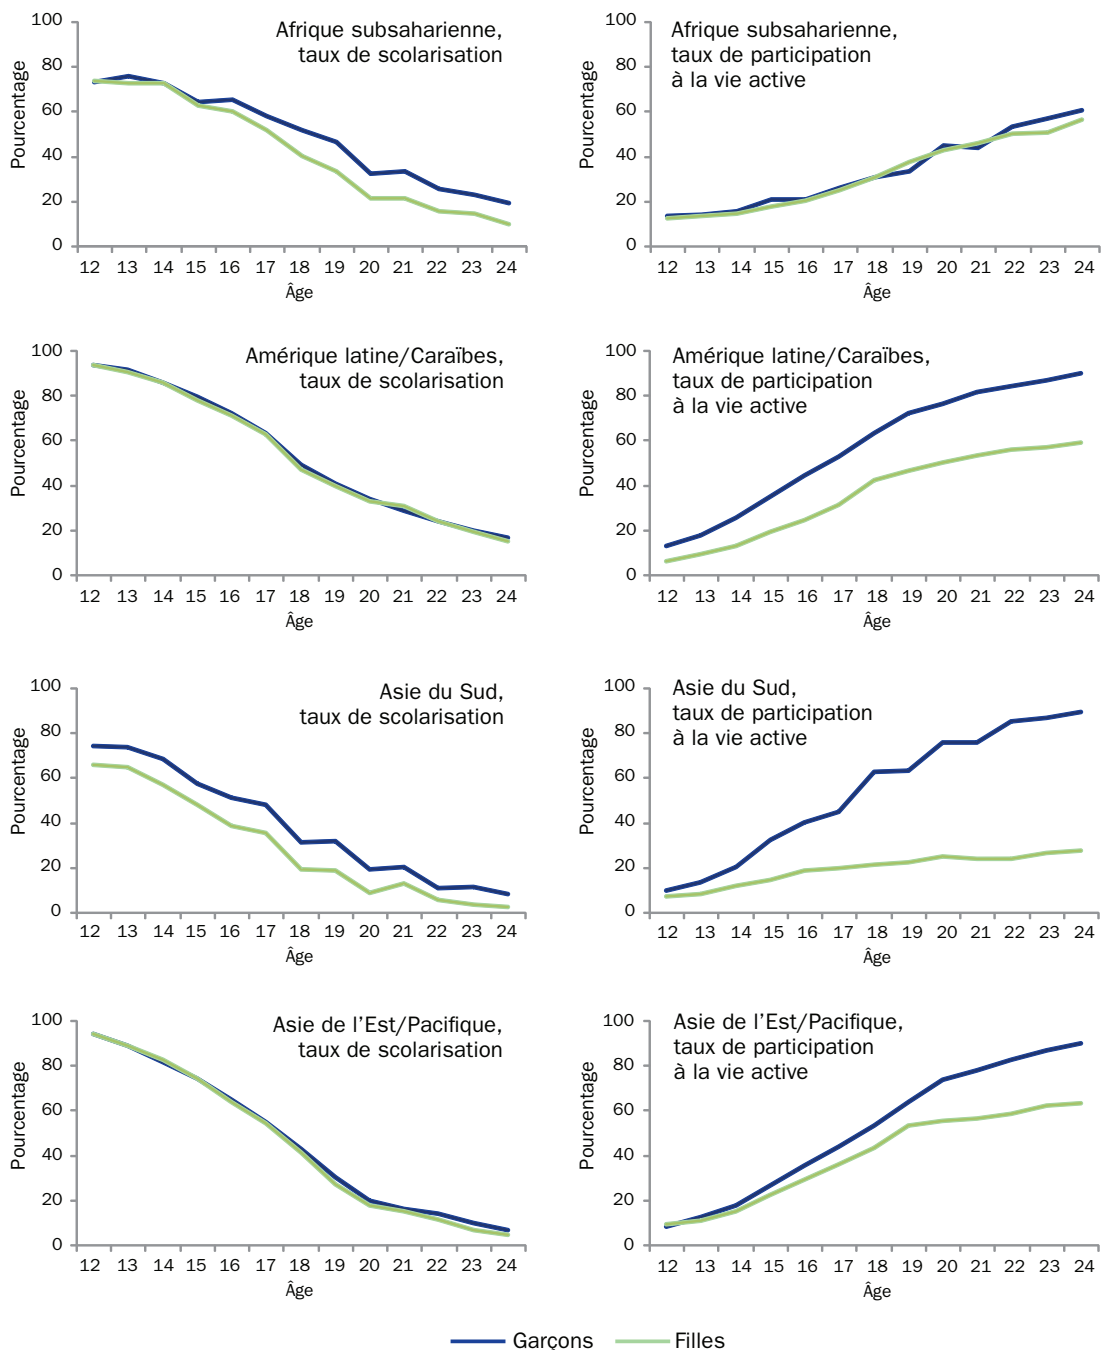 Afrique subsaharienne,
taux de scolarisation
Pourcentage
100
80
60
40
20
0
12 13 14 15 16 17 18 19 20 21 22 23 24
Âge
Afrique subsaharienne,
taux de participation
à la vie active
Pourcentage
100
80
60
40
20
0
12 13 14 15 16 17 18 19 20 21 22 23 24
Âge
Amérique latine/Caraïbes,
taux de scolarisation
Pourcentage
100
80
60
40
20
0
12 13 14 15 16 17 18 19 20 21 22 23 24
Âge
Amérique latine/Caraïbes,
taux de participation
à la vie active
Pourcentage
100
80
60
40
20
0
12 13 14 15 16 17 18 19 20 21 22 23 24
Âge
Asie du Sud,
taux de scolarisation
Pourcentage
100
80
60
40
20
0
12 13 14 15 16 17 18 19 20 21 22 23 24
Âge
Asie du Sud,
taux de participation
à la vie active
Pourcentage
100
80
60
40
20
0
12 13 14 15 16 17 18 19 20 21 22 23 24
Âge
Asie de l’Est/Pacifique,
taux de scolarisation
Pourcentage
100
80
60
40
20
0
12 13 14 15 16 17 18 19 20 21 22 23 24
Âge
Asie de l’Est/Pacifique,
taux de participation
à la vie active
Pourcentage
100
80
60
40
20
0
12 13 14 15 16 17 18 19 20 21 22 23 24
Âge
Garçons Filles